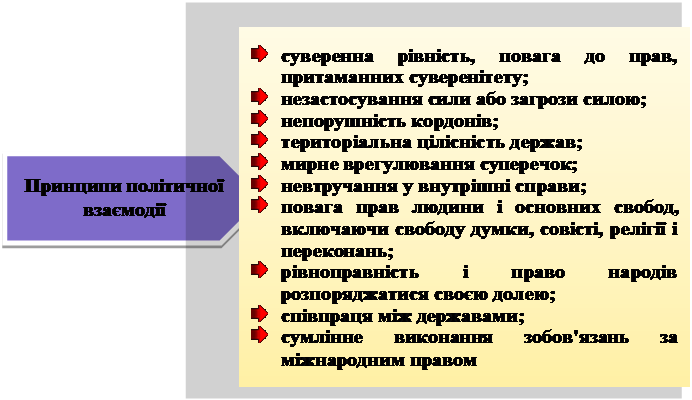 Принципи політичної
взаємодії
суверенна рівність, повага до прав,
притаманних суверенітету;
незастосування сили або загрози силою;
непорушність кордонів;
територіальна цілісність держав;
мирне врегулювання суперечок;
невтручання у внутрішні справи;
повага прав людини і основних свобод,
включаючи свободу думки, совісті, релігії і
переконань;
рівноправність і право народів
розпоряджатися своєю долею;
співпраця між державами;
сумлінне виконання зобов'язань за
міжнародним правом